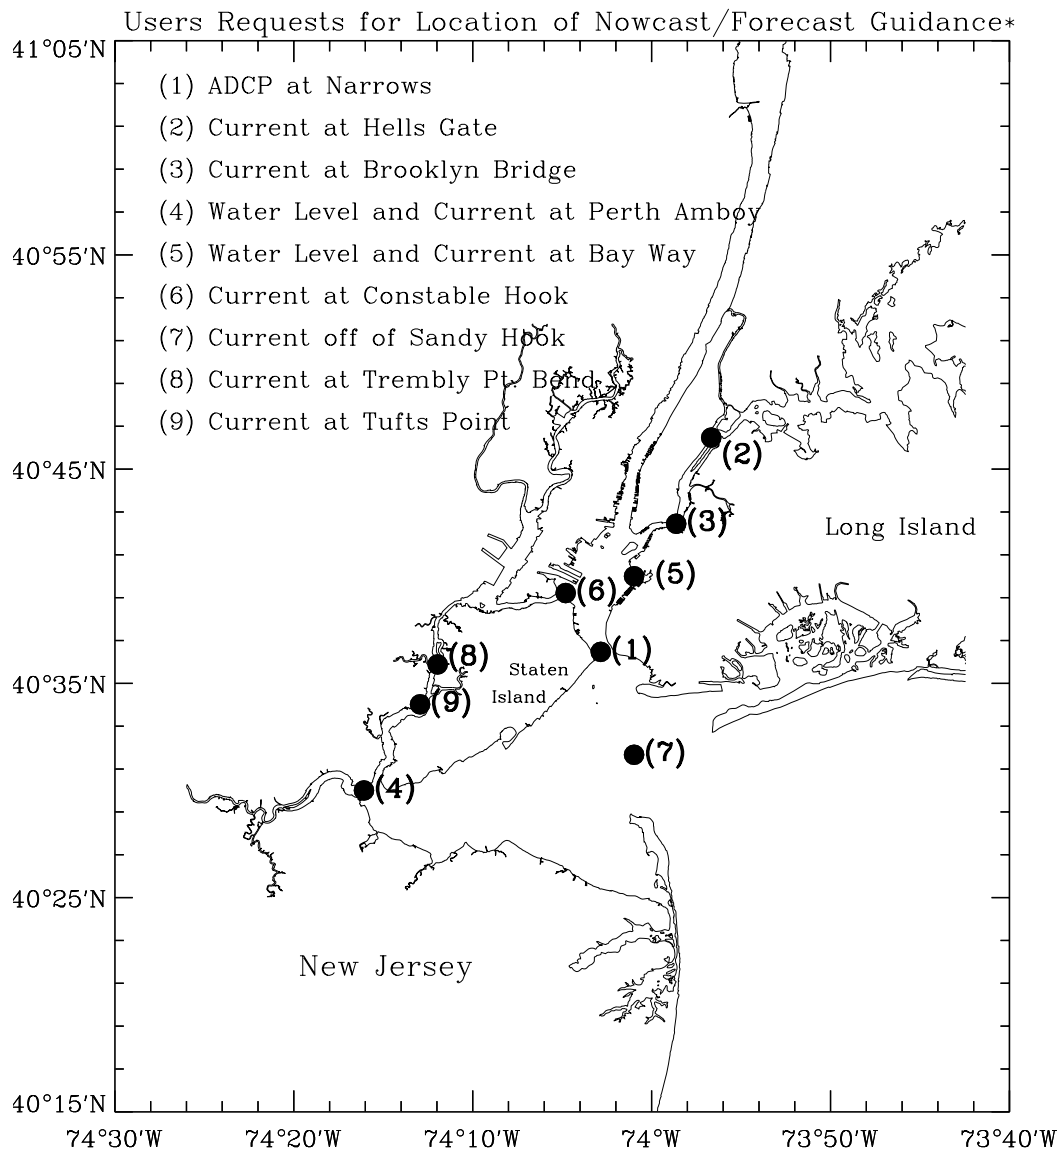 Users Requests for Location of Nowcast/Forecast Guidance*
41°05'N
(1) ADCP at Narrows
(2) Current at Hells Gate
(3) Current at Brooklyn Bridge
(4) Water Level and Current at Perth Amboy
40°55'N
(5) Water Level and Current at Bay Way
(6) Current at Constable Hook
(7) Current off of Sandy Hook
(8) Current at Trembly Pt. Bend
(9) Current at Tufts Point
40°45'N
(2)
(3)
Long Island
(5)
(6)
(1)
(8)
Staten
Island
40°35'N
(9)
(7)
(4)
40°25'N
New Jersey
40°15'N
74°30'W 74°20'W 74°10'W 74°W 73°50'W 73°40'W